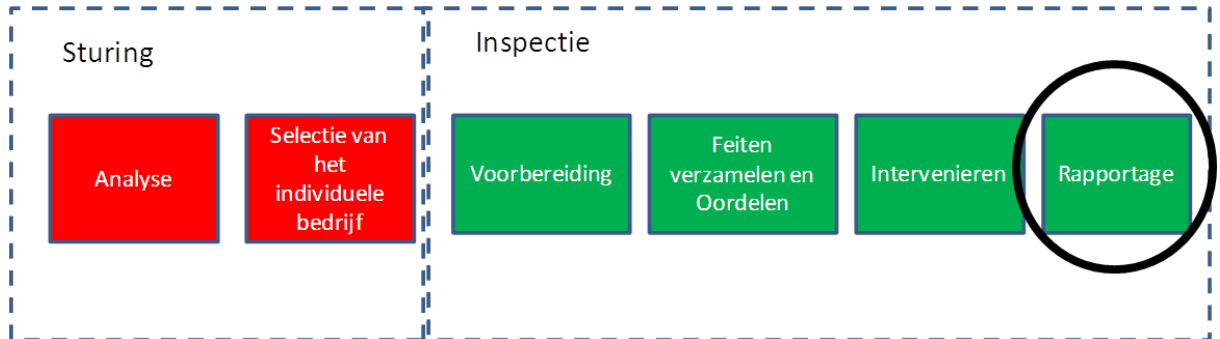 Sturing
Inspectie
Analyse
Selectie van
het
individuele
bedrijf
Voorbereiding
Feiten
verzamelen en
Oordelen
Intervenieren
Rapportage